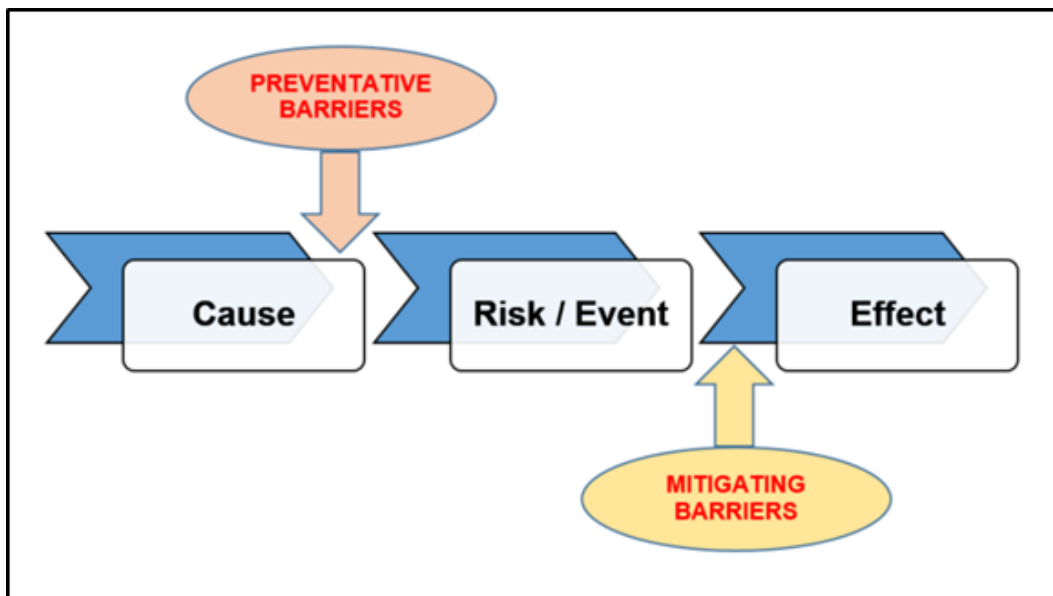 PREVENTATIVE
BARRIERS
Cause
Risk / Event
Effect
MITIGATING
BARRIERS